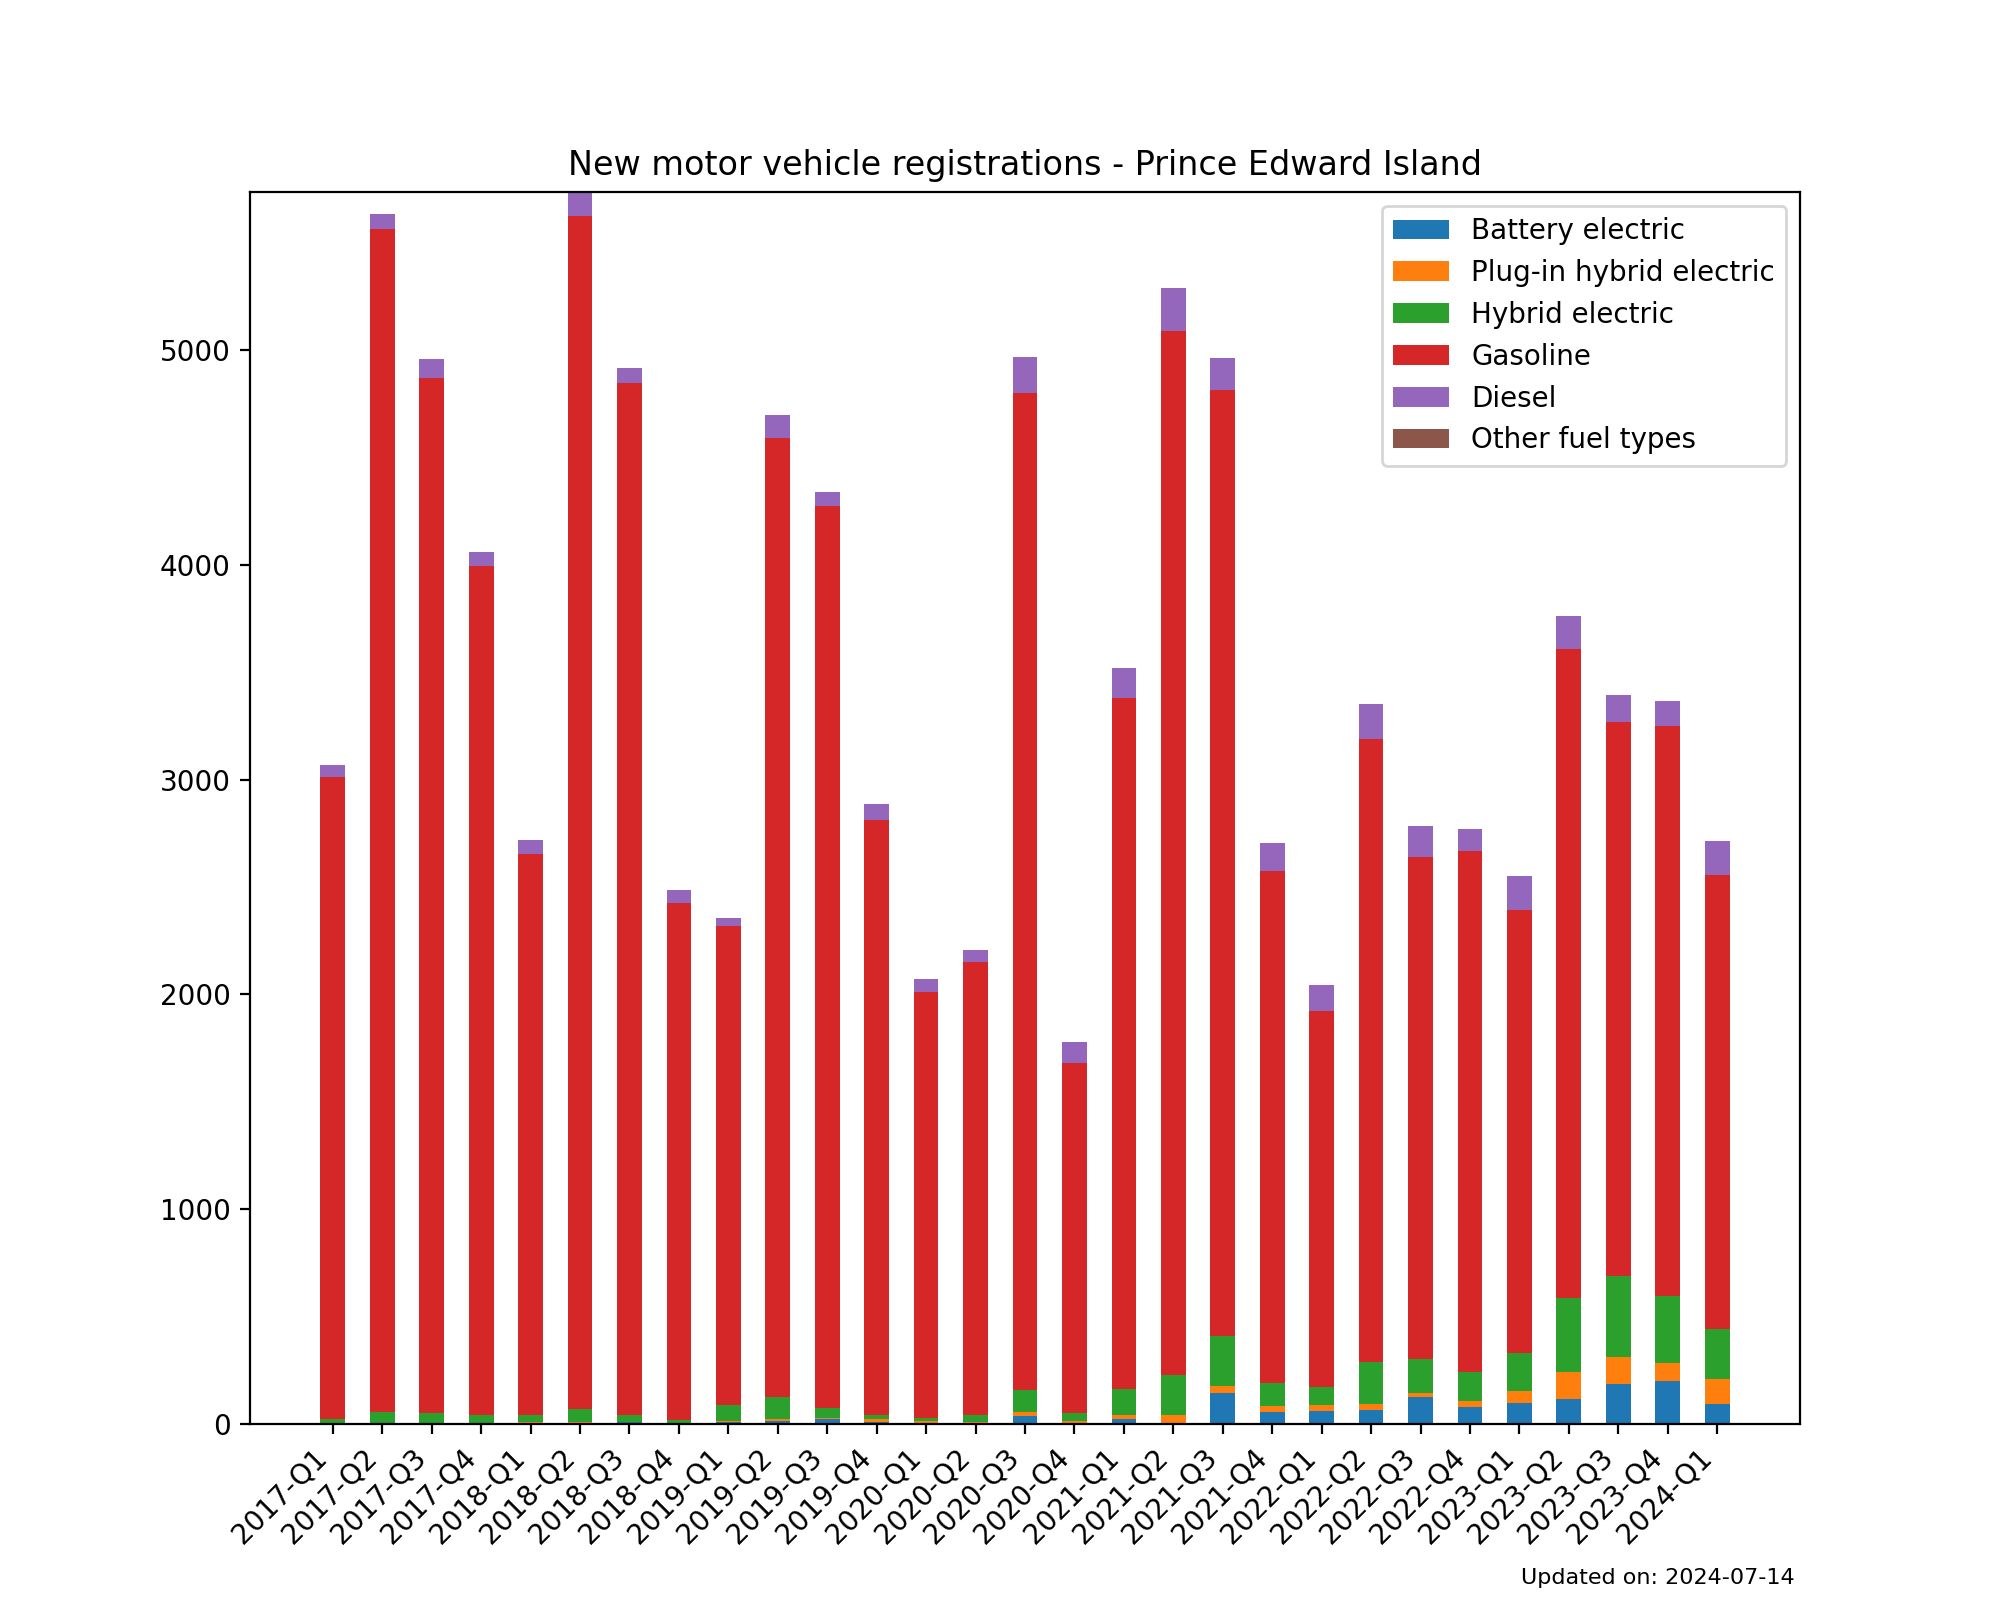 New motor vehicle registrations - Prince Edward Island
Battery electric
Plug-in hybrid electric
Hybrid electric
Gasoline
Diesel
Other fuel types
5000
4000
3000
2000
1000
0
2017-Q1
2017-Q2
2017-Q3
2017-Q4
2018-Q1
2018-Q2
2018-Q3
2018-Q4
2019-Q1
2019-Q2
2019-Q3
2019-Q4
2020-Q1
2020-Q2
2020-Q3
2020-Q4
2021-Q1
2021-Q2
2021-Q3
2021-Q4
2022-Q1
2022-Q2
2022-Q3
2022-Q4
2023-Q1
2023-Q2
2023-Q3
2023-Q4
2024-Q1
Updated on: 2024-07-14